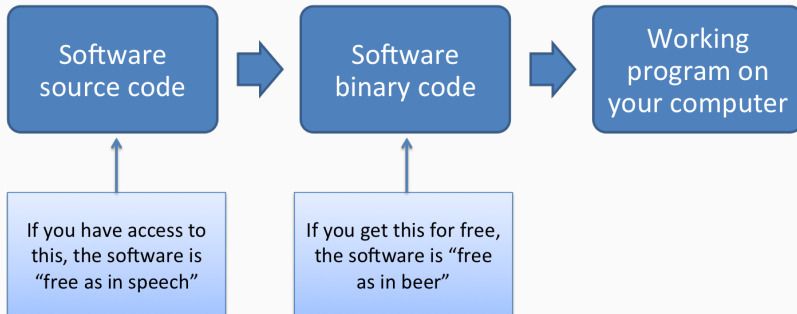 Software
source code
Software
binary code
Working
program on
your computer
If you have access to
this, the software is
“free as in speech”
If you get this for free,
the software is “free
as in beer”